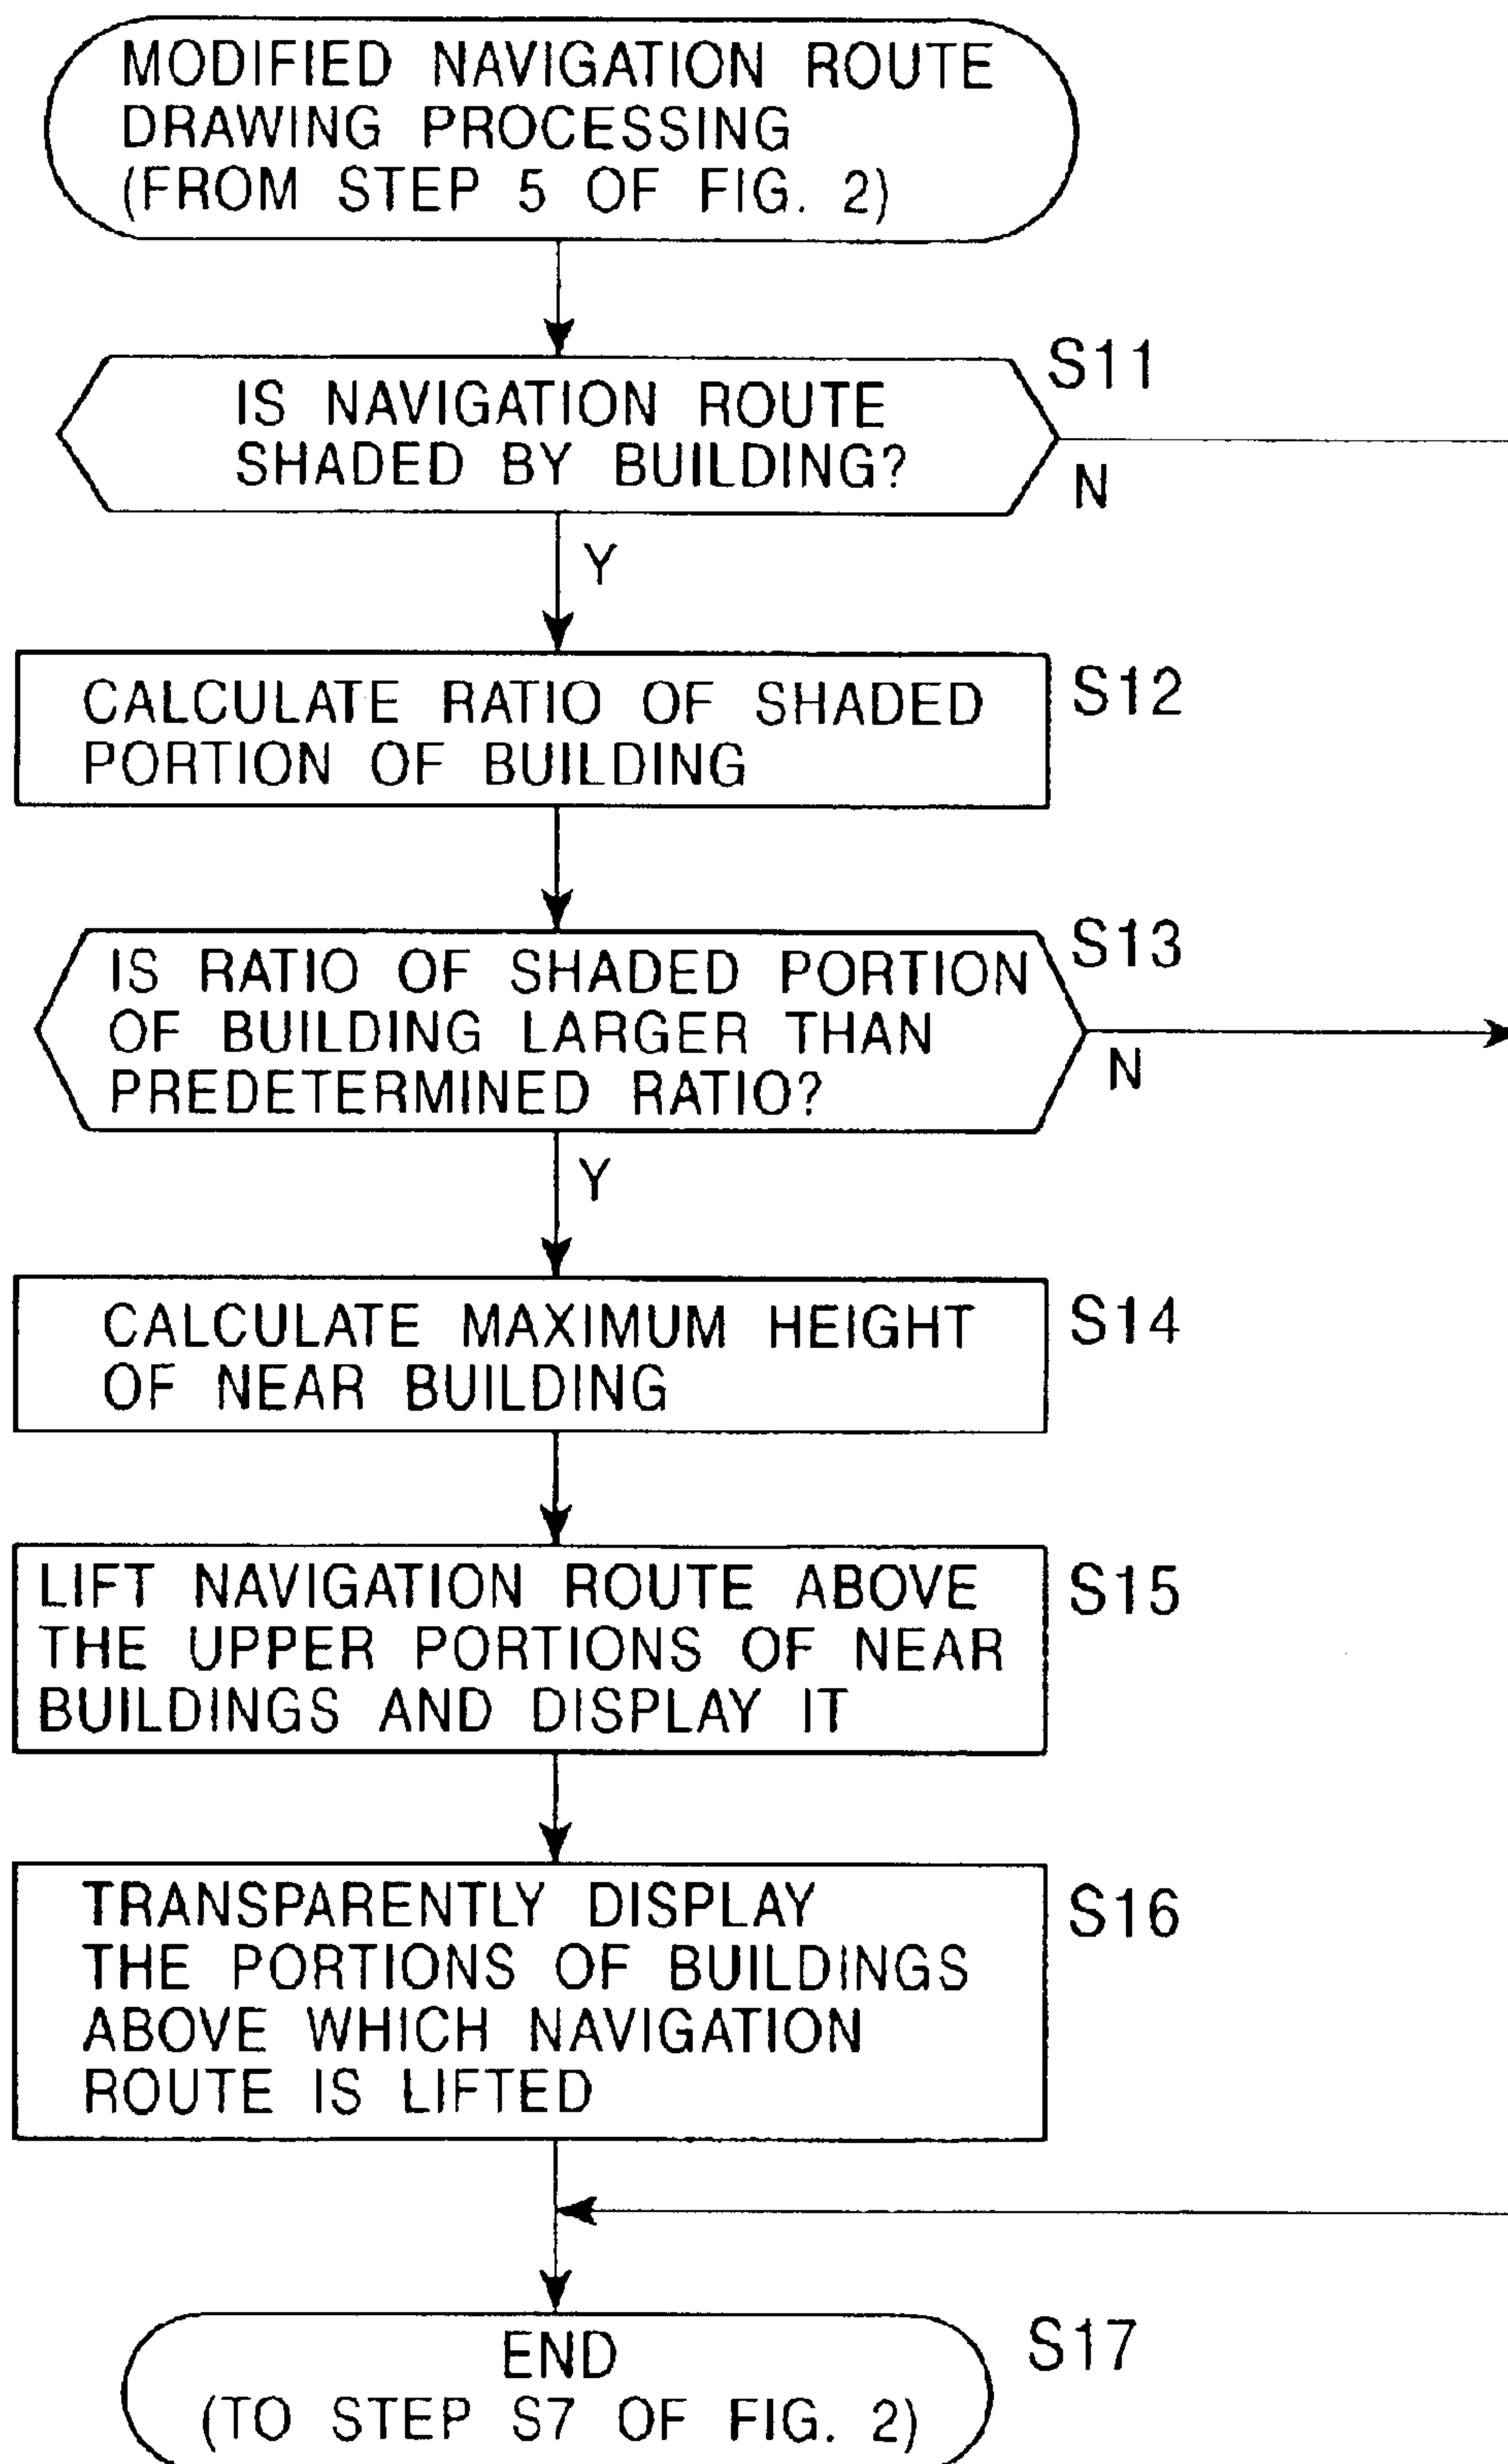 MODIFIED NAVIGATION ROUTE
DRAWING PROCESSING
(FROM STEP 5 OF FIG. 2)
S11
IS NAVIGATION ROUTE
SHADED BY BUILDING?
N
Y
S12
CALCULATE RATIO OF SHADED
PORTION OF BUILDING
S13
IS RATIO OF SHADED PORTION
OF BUILDING LARGER THAN
PREDETERMINED RATIO?
N
Y
S14
CALCULATE MAXIMUM HEIGHT
OF NEAR BUILDING
S15
LIFT NAVIGATION ROUTE ABOVE
THE UPPER PORTIONS OF NEAR
BUILDINGS AND DISPLAY IT
S16
TRANSPARENTLY DISPLAY
THE PORTIONS OF BUILDINGS
ABOVE WHICH NAVIGATION
ROUTE IS LIFTED
S17
END
(TO STEP S7 OF FIG. 2)